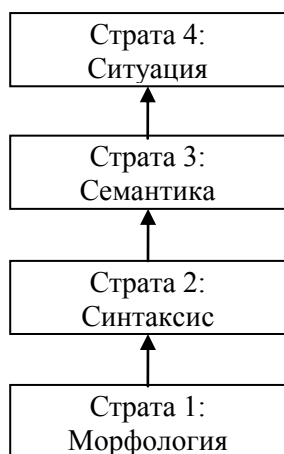 Страта 4:
Ситуация
Страта 3:
Семантика
Страта 2:
Синтаксис
Страта 1:
Морфология